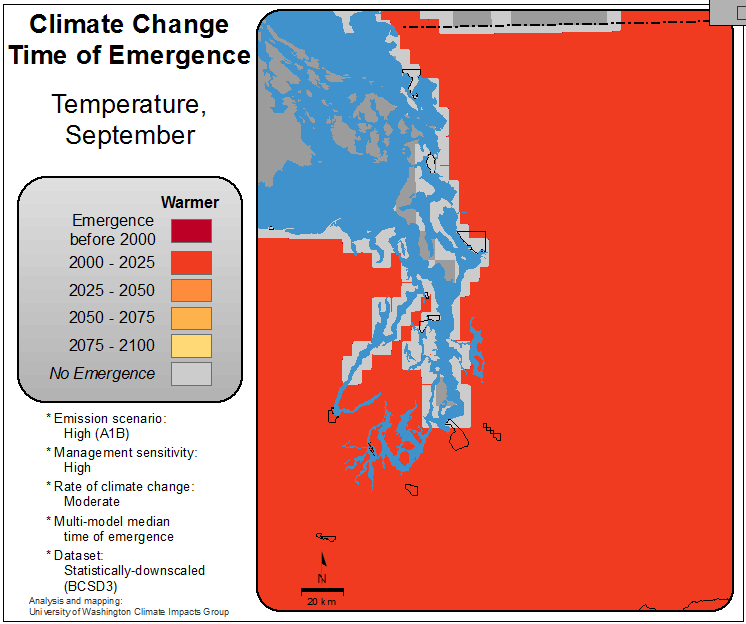 Climate Change
Time of Emergence
Temperature,
September
Warmer
Emergence
before 2000
2000 - 2025
2025 - 2050
2050 - 2075
2075 - 2100
No Emergence
* Emission scenario:
High (A1B)
* Management sensitivity:
High
* Rate of climate change:
Moderate
* Multi-model median
time of emergence
* Dataset:
Statistically-downscaled
(BCSD3)
Analysis and mapping:
University of Washington Climate Impacts Group
N
20 km